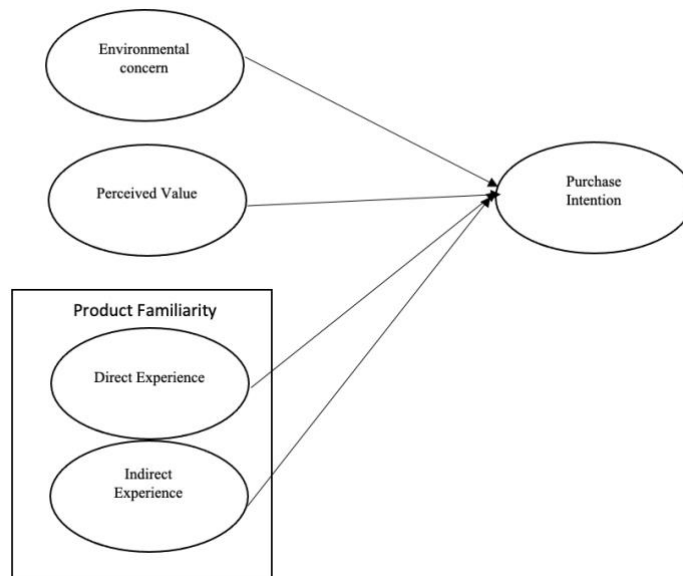 Environmental
concern
Perceived Value
Purchase
Intention
Product Familiarity
Direct Experience
Indirect
Experience